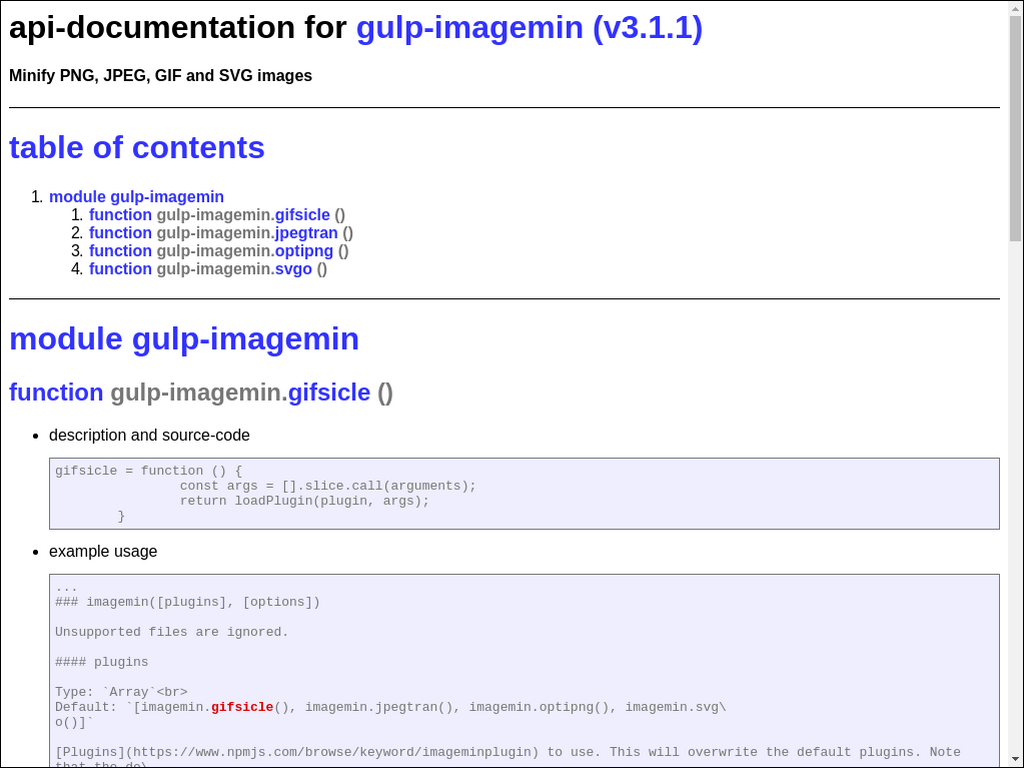 api-documentation for gulp-imagemin (v3.1.1)
Minify PNG, JPEG, GIF and SVG images
table of contents
1. module gulp-imagemin
1. function gulp-imagemin.gifsicle ()
2. function gulp-imagemin.jpegtran ()
3. function gulp-imagemin.optipng ()
4. function gulp-imagemin.svgo ()
module gulp-imagemin
function gulp-imagemin.gifsicle ()
• description and source-code
gifsicle = function () {
const args = [].slice.call(arguments);
return loadPlugin(plugin, args);
}
• example usage
...
### imagemin([plugins], [options])
Unsupported files are ignored.
#### plugins
Type: `Array`<br>
Default: `[imagemin.gifsicle(), imagemin.jpegtran(), imagemin.optipng(), imagemin.svg\
o()]`
[Plugins](https://www.npmjs.com/browse/keyword/imageminplugin) to use. This will overwrite the default plugins. Note
that the de\